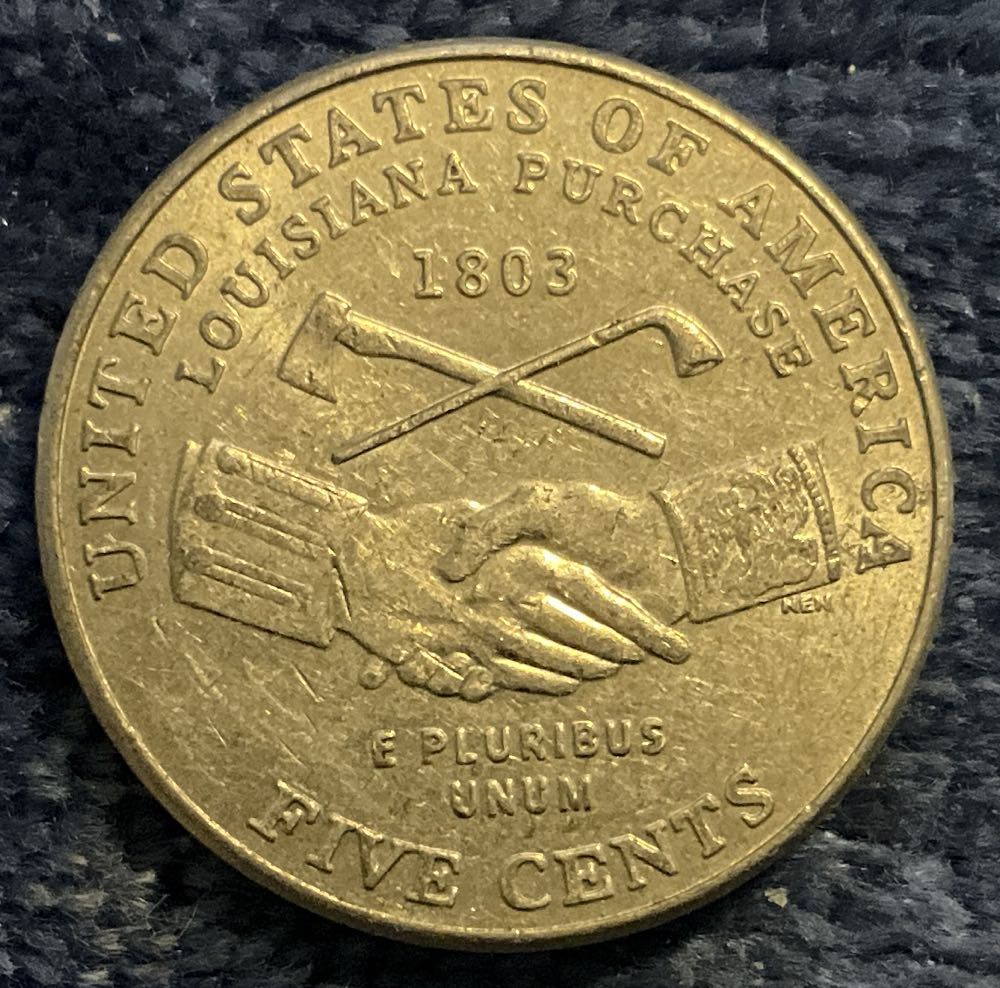 UNITED STATES OF AMERICA
LOUISIANA PURCHASE
1803
NEN
E PLURIBUS
UNUM
FIVE CENTS